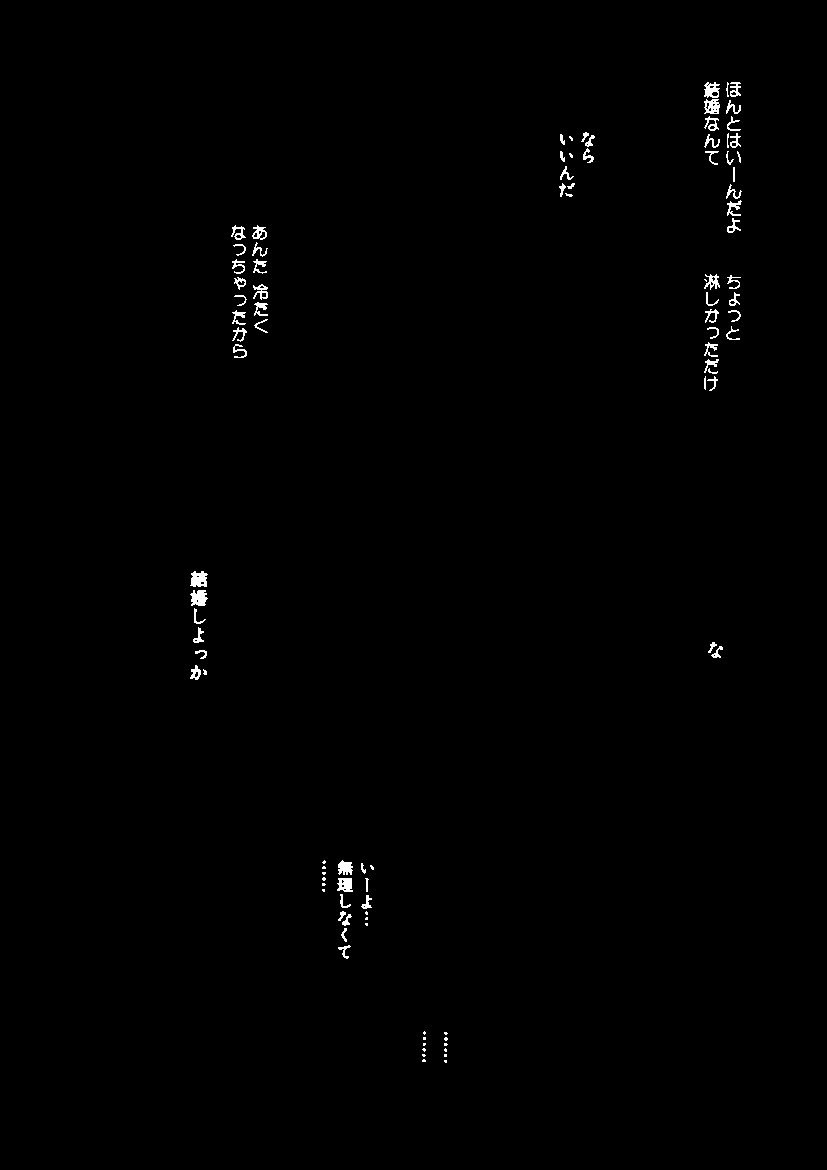 ほんとはいーんだよ
結婚なんて
ちょっと
淋しかっただけ
なら
いいんだ
あんた 冷たく
なっちゃったから
な
結婚しよっか
いーよ…
無理しなくて
……
……
……